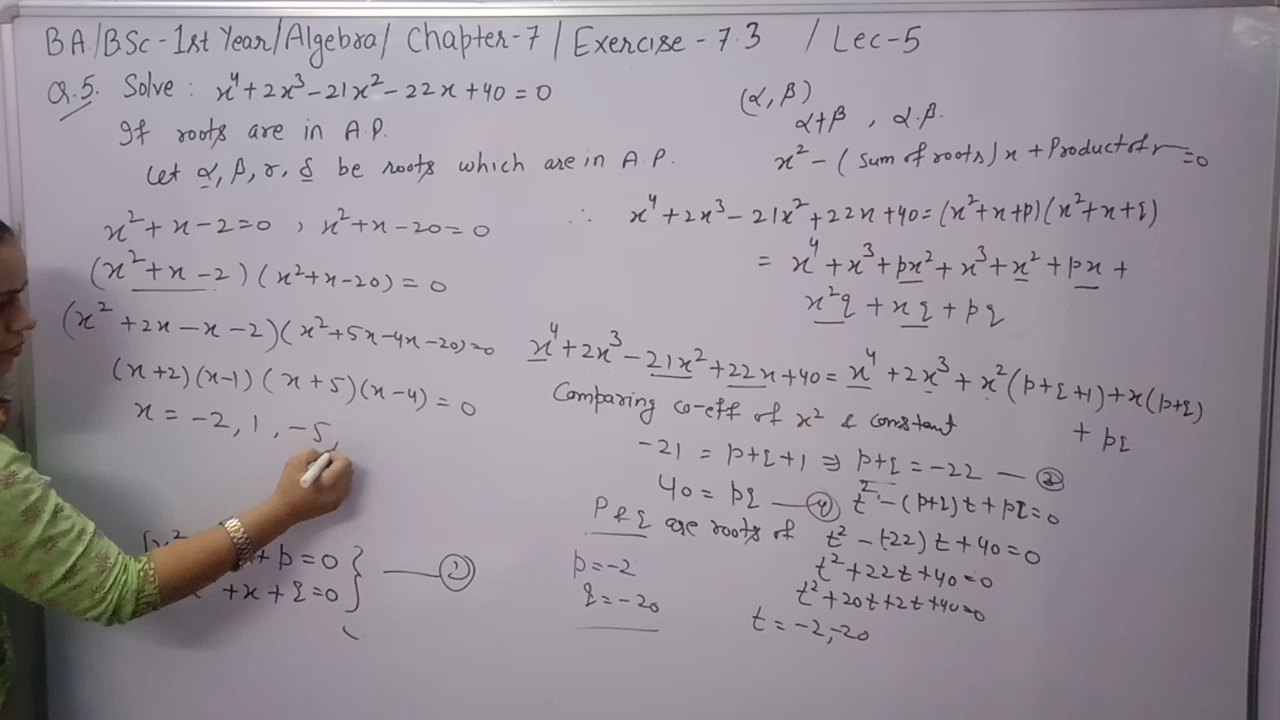 BA/BSc-1st Year/Algebra/ Chapter-7 / Exercise-7.3 / Lec-5
Q.5. Solve : x⁴+2x³-21x²-22x+40=0
If roots are in A.P.
Let α, β, r, δ be roots which are in A.P.
x²+x-2=0 , x²+x-20=0
(x²+x-2)(x²+x-20)=0
(x²+2x-x-2)(x²+5x-4x-20)=0
(x+2)(x-1)(x+5)(x-4)=0
x = -2, 1, -5,
+p=0
+x+q=0 } — ②
(α, β)
α+β , α.β.
x² - (Sum of roots)x + Product of r =0
∴ x⁴+2x³-21x²+22x+40=(x²+x+p)(x²+x+q)
= x⁴+x³+px²+x³+x²+px+
x²q+xq+pq
x⁴+2x³-21x²+22x+40= x⁴+2x³+x²(p+q+1)+x(p+q)
+ pq
Comparing co-eff of x² & constant
-21 = p+q+1 ⇒ p+q=-22 —
40=pq — ④ t²-(p+q)t+pq=0
P & q are roots of t²-(-22)t+40=0
p=-2 t²+22t+40=0
q=-20 t²+20t+2t+40=0
t=-2,-20